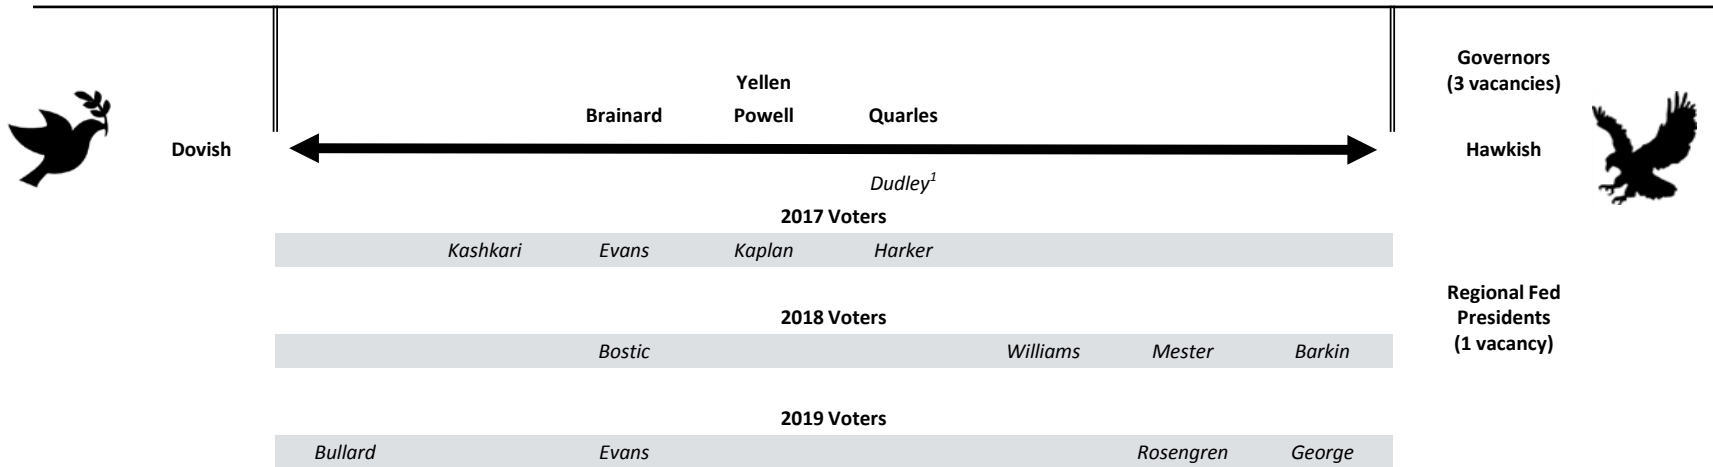 Governors
(3 vacancies)
Yellen
Brainard Powell Quarles
Dovish Hawkish
Dudley1
2017 Voters
Kashkari Evans Kaplan Harker
Regional Fed
Presidents
(1 vacancy)
2018 Voters
Bostic Williams Mester Barkin
2019 Voters
Bullard Evans Rosengren George